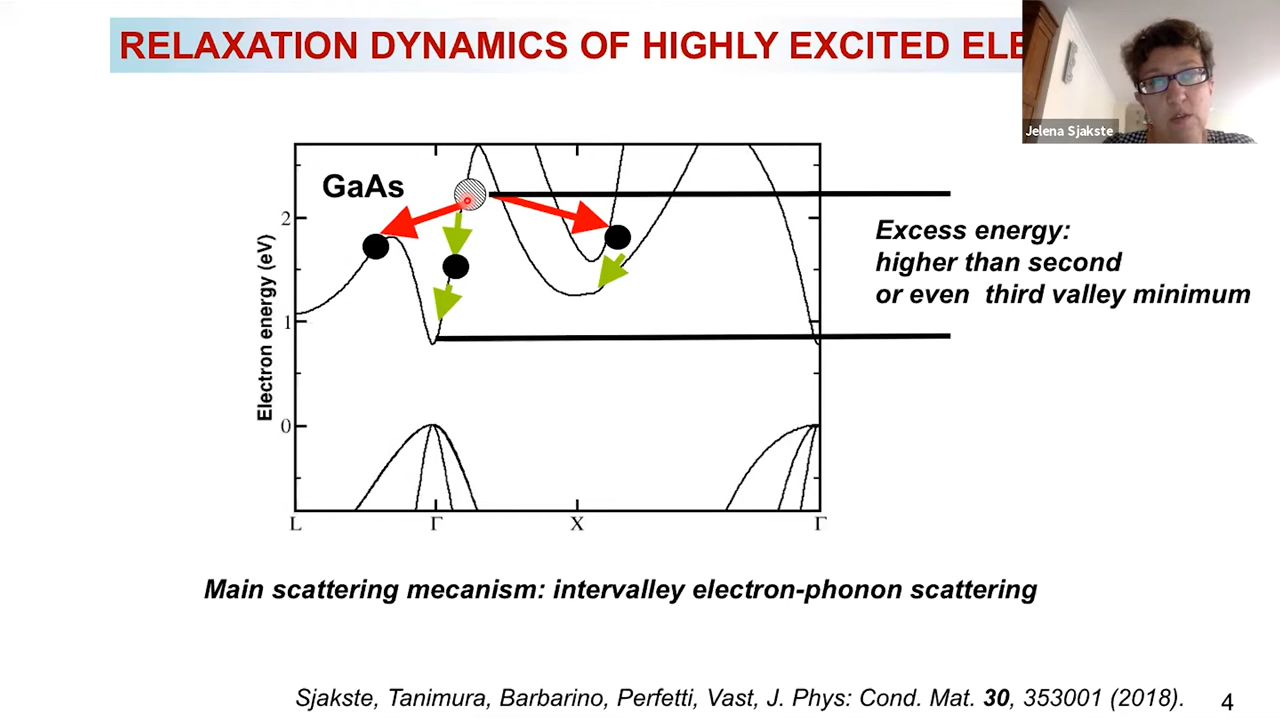 RELAXATION DYNAMICS OF HIGHLY EXCITED ELE
Jelena Sjakste
GaAs
Electron energy (eV)
2
1
0
L
Γ
X
Γ
Excess energy:
higher than second
or even third valley minimum
Main scattering mecanism: intervalley electron-phonon scattering
Sjakste, Tanimura, Barbarino, Perfetti, Vast, J. Phys: Cond. Mat. 30, 353001 (2018).
4